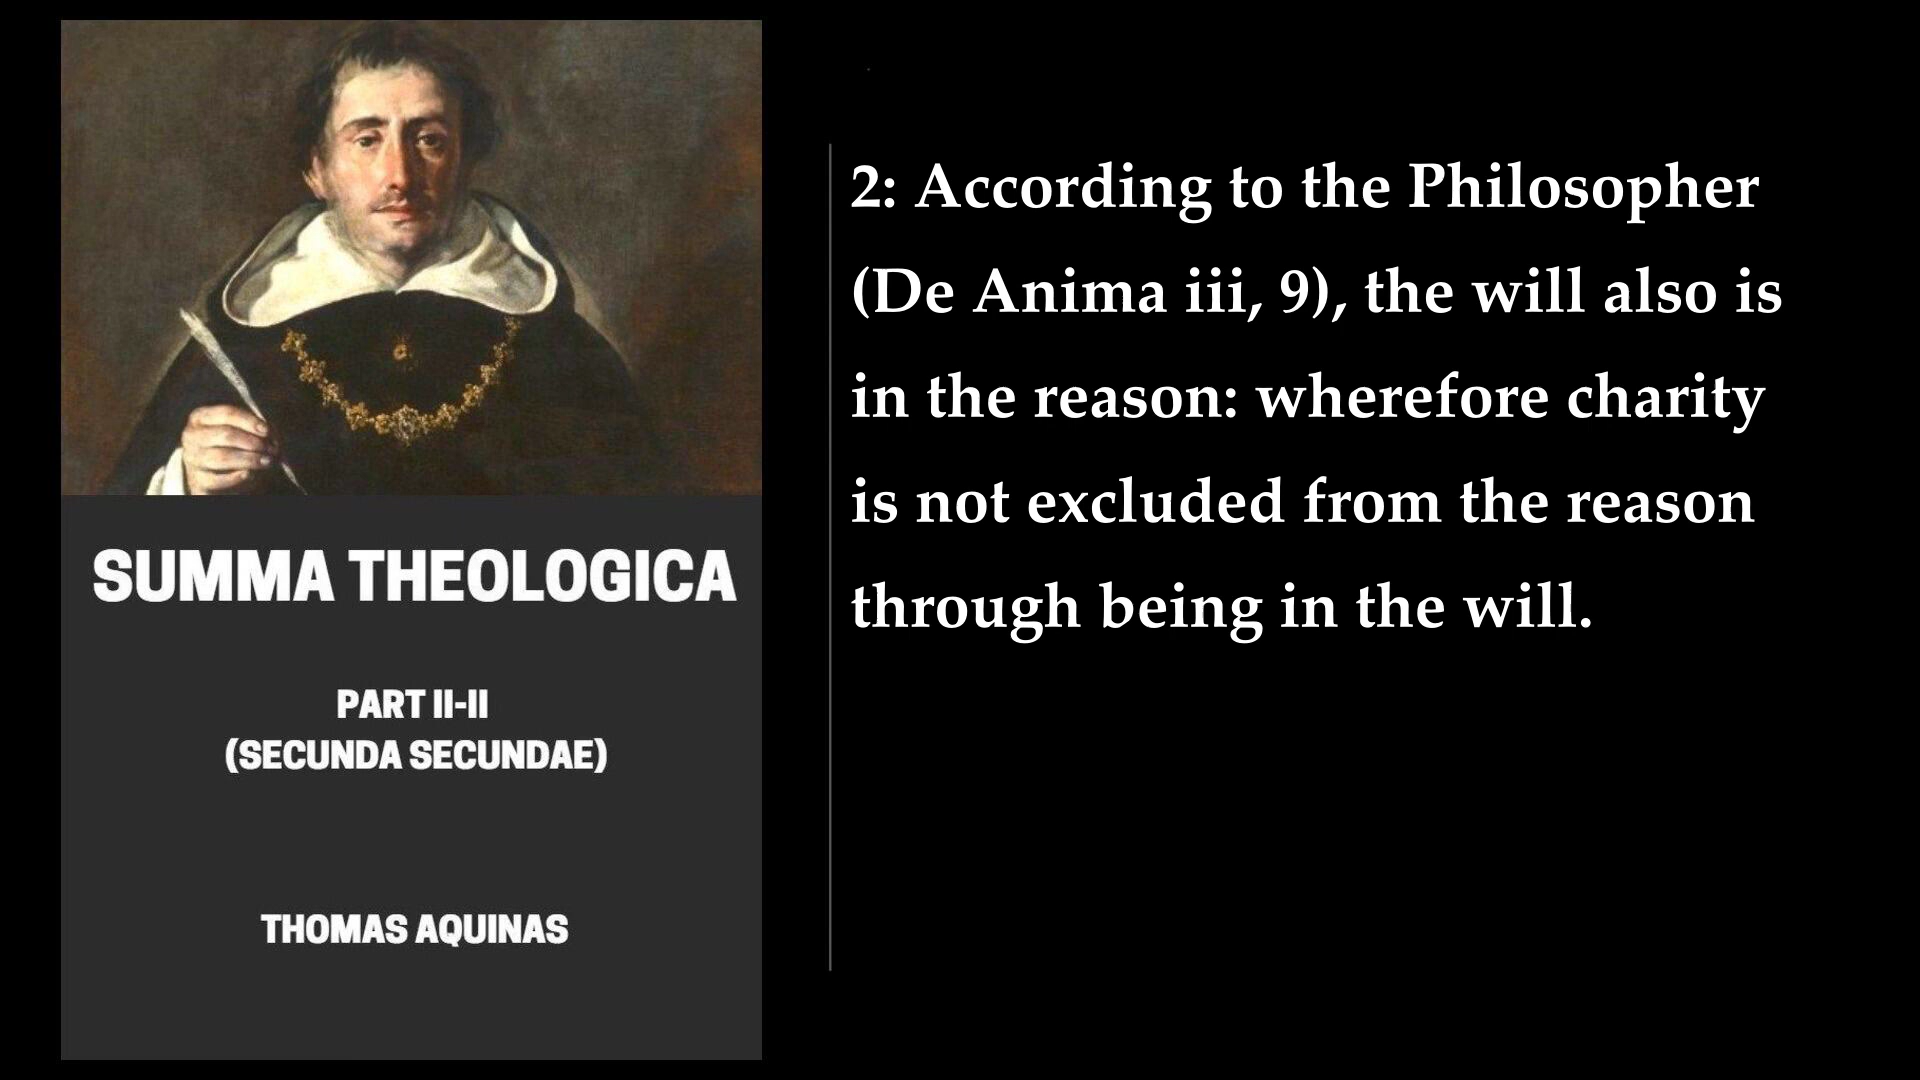 SUMMA THEOLOGICA
PART II-II
(SECUNDA SECUNDAE)
THOMAS AQUINAS
2: According to the Philosopher
(De Anima iii, 9), the will also is
in the reason: wherefore charity
is not excluded from the reason
through being in the will.